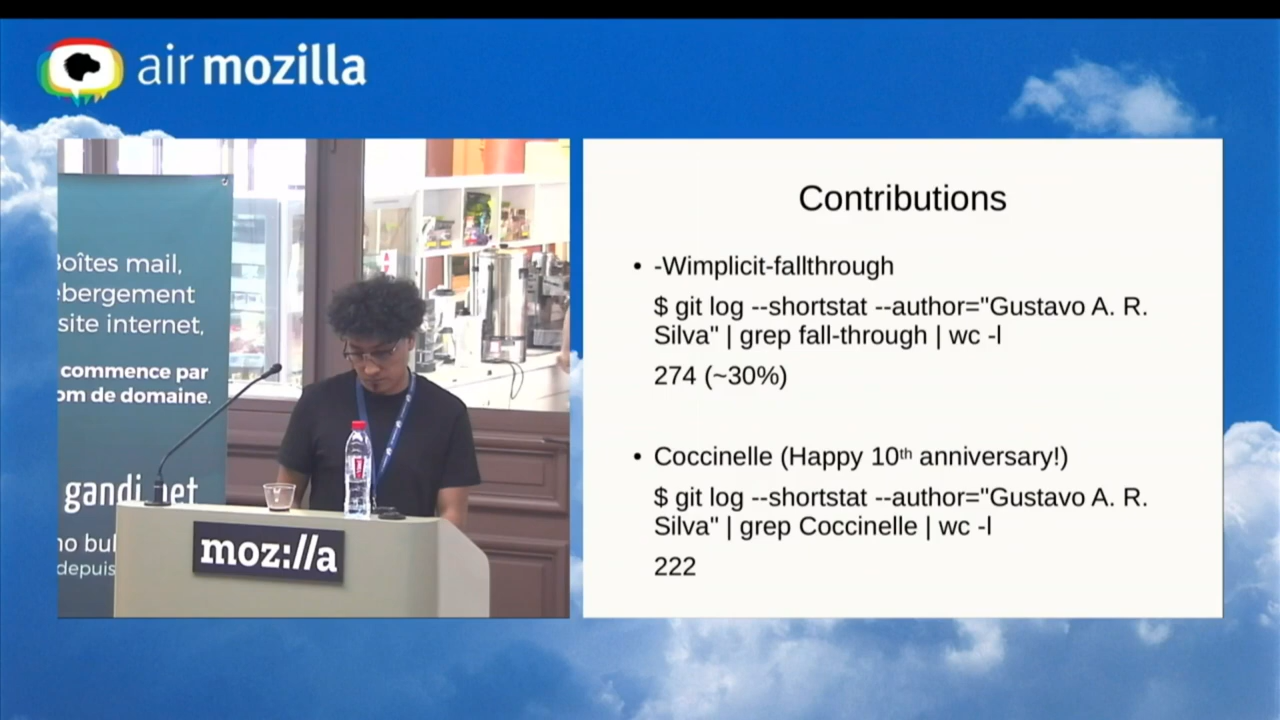 air mozilla
Boîtes mail,
ebergement
site internet,
commence par
om de domaine.
gandi.net
no bul
depuis
moz://a
Contributions
• -Wimplicit-fallthrough
$ git log --shortstat --author="Gustavo A. R.
Silva" | grep fall-through | wc -l
274 (~30%)
• Coccinelle (Happy 10th anniversary!)
$ git log --shortstat --author="Gustavo A. R.
Silva" | grep Coccinelle | wc -l
222